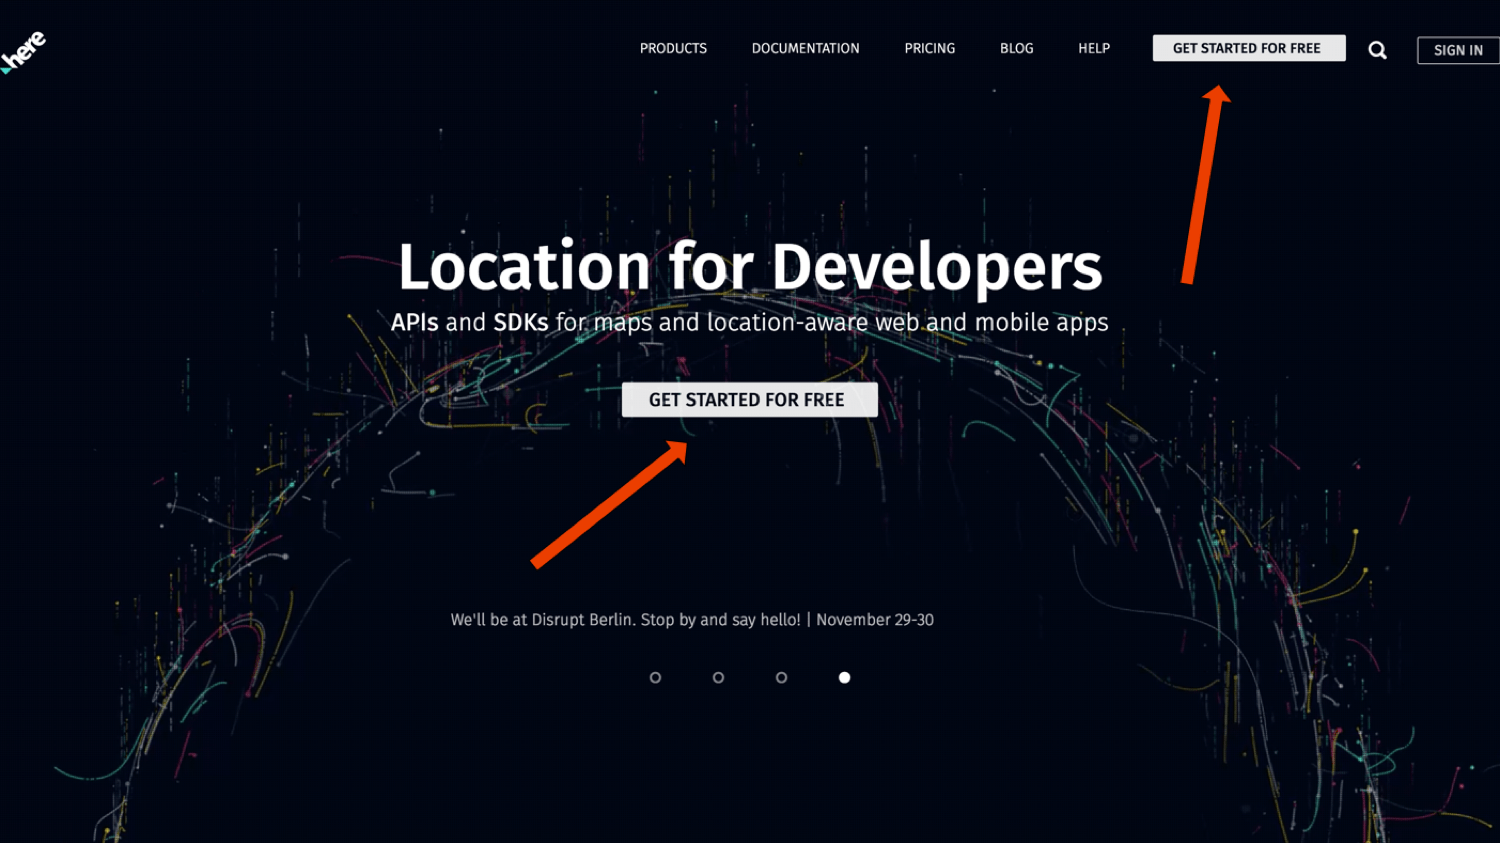 here
PRODUCTS DOCUMENTATION PRICING BLOG HELP GET STARTED FOR FREE SIGN IN
Location for Developers
APIs and SDKs for maps and location-aware web and mobile apps
GET STARTED FOR FREE
We'll be at Disrupt Berlin. Stop by and say hello! | November 29-30